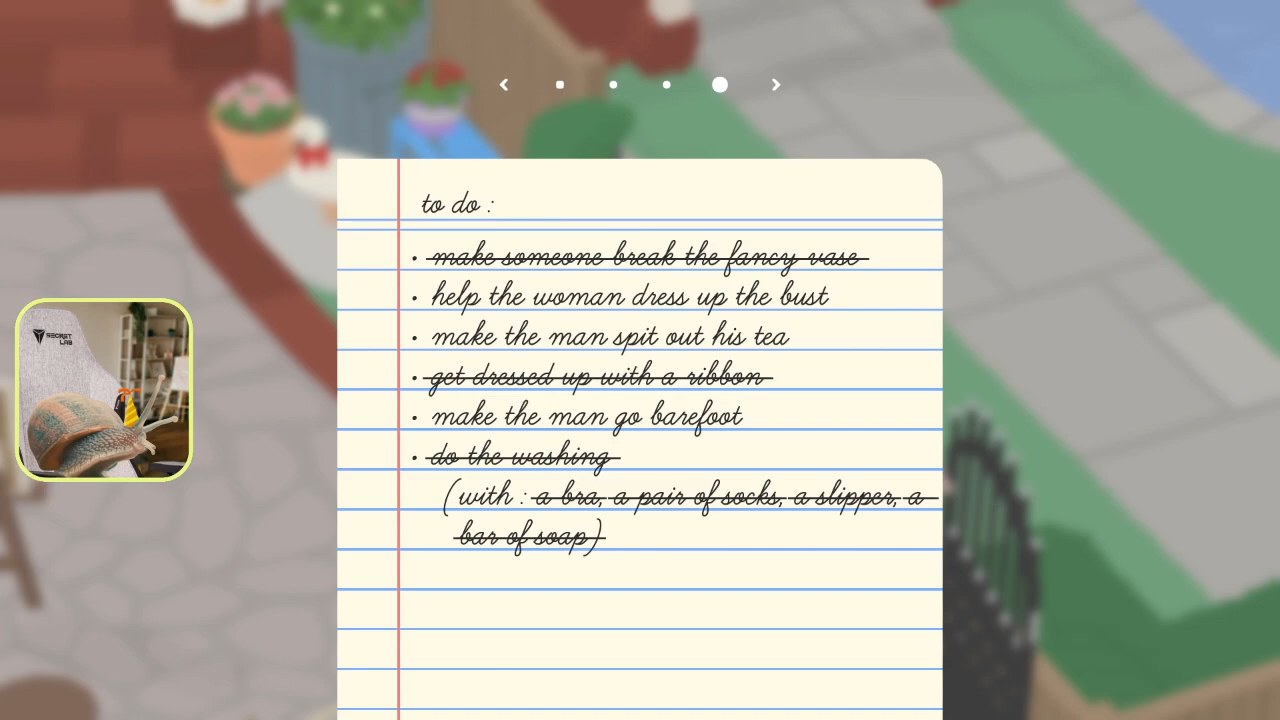 to do :
• make someone break the fancy vase
• help the woman dress up the bust
• make the man spit out his tea
SECRET
LAB
• get dressed up with a ribbon
• make the man go barefoot
• do the washing
(with : a bra, a pair of socks, a slipper, a
bar of soap)